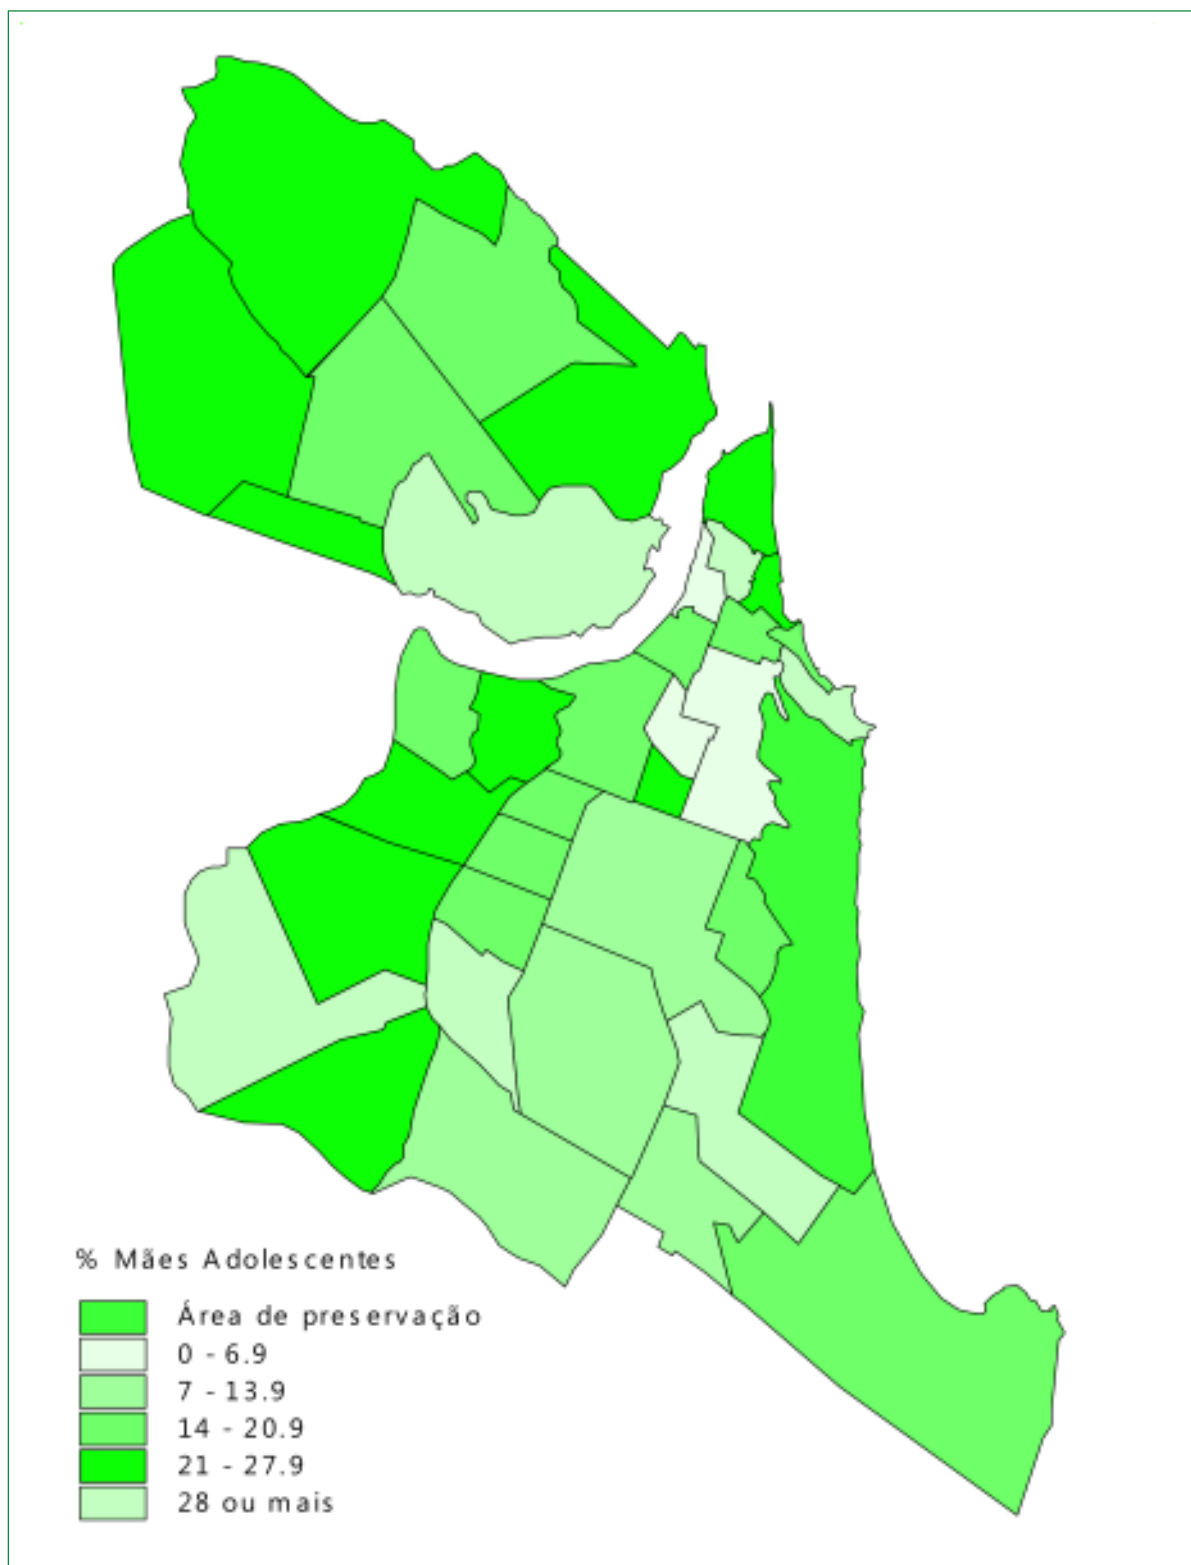 % Mães Adolescentes
Área de preservação
0 - 6.9
7 - 13.9
14 - 20.9
21 - 27.9
28 ou mais